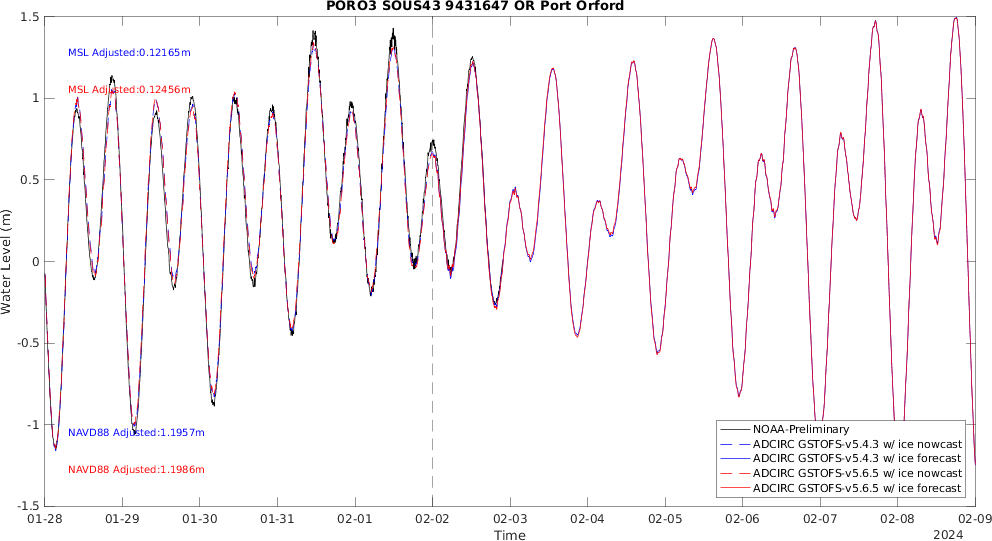 PORO3 SOUS43 9431647 OR Port Orford
Water Level (m)
1.5
1
0.5
0
-0.5
-1
-1.5
MSL Adjusted:0.12165m
MSL Adjusted:0.12456m
NAVD88 Adjusted:1.1957m
NAVD88 Adjusted:1.1986m
NOAA-Preliminary
ADCIRC GSTOFS-v5.4.3 w/ ice nowcast
ADCIRC GSTOFS-v5.4.3 w/ ice forecast
ADCIRC GSTOFS-v5.6.5 w/ ice nowcast
ADCIRC GSTOFS-v5.6.5 w/ ice forecast
01-28 01-29 01-30 01-31 02-01 02-02 02-03 02-04 02-05 02-06 02-07 02-08 02-09
Time
2024